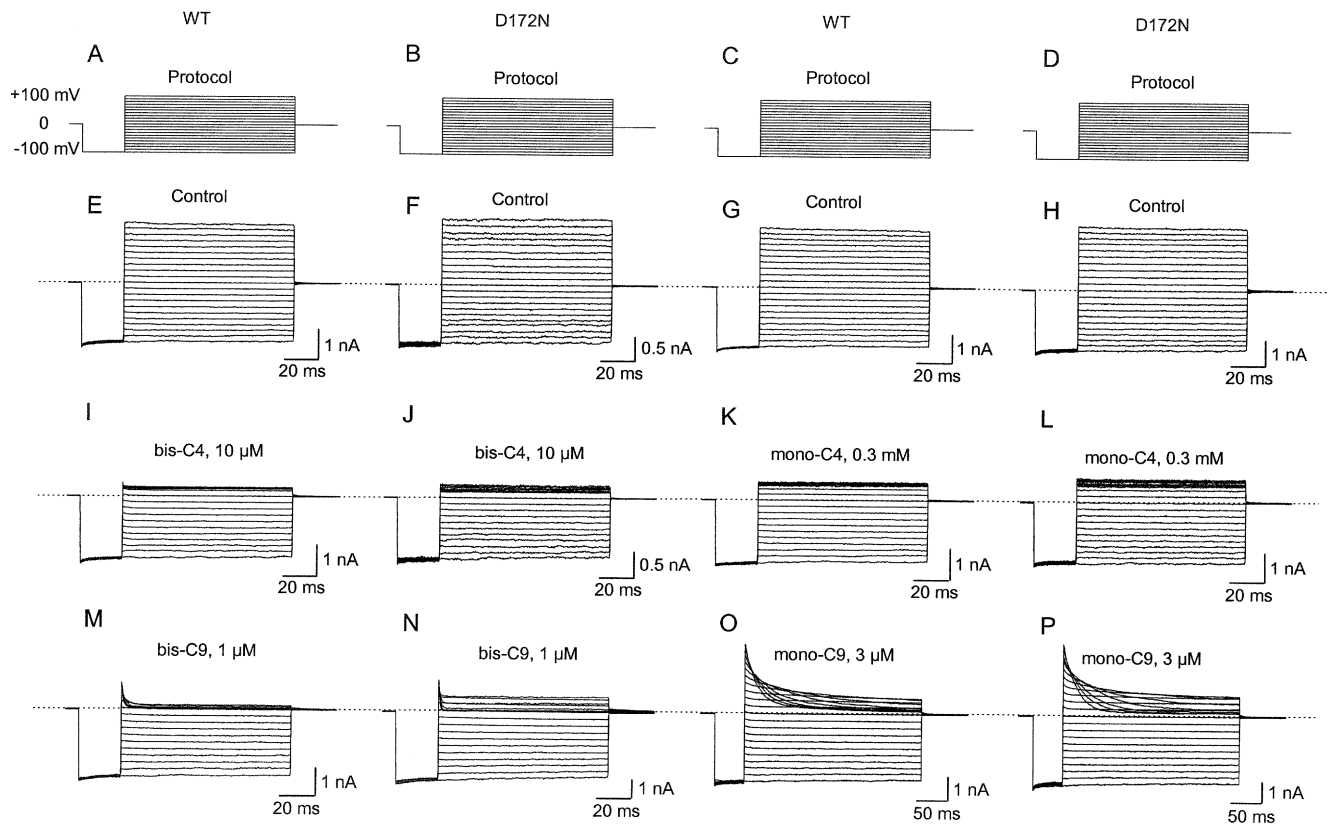 WT D172N WT D172N
A B C D
Protocol Protocol Protocol Protocol
+100 mV
0
-100 mV
Control Control Control Control
E F G H
1 nA 0.5 nA 1 nA 1 nA
20 ms 20 ms 20 ms 20 ms
I J K L
bis-C4, 10 µM bis-C4, 10 µM mono-C4, 0.3 mM mono-C4, 0.3 mM
1 nA 0.5 nA 1 nA 1 nA
20 ms 20 ms 20 ms 20 ms
M N O P
bis-C9, 1 µM bis-C9, 1 µM mono-C9, 3 µM mono-C9, 3 µM
1 nA 1 nA 1 nA 1 nA
20 ms 20 ms 50 ms 50 ms